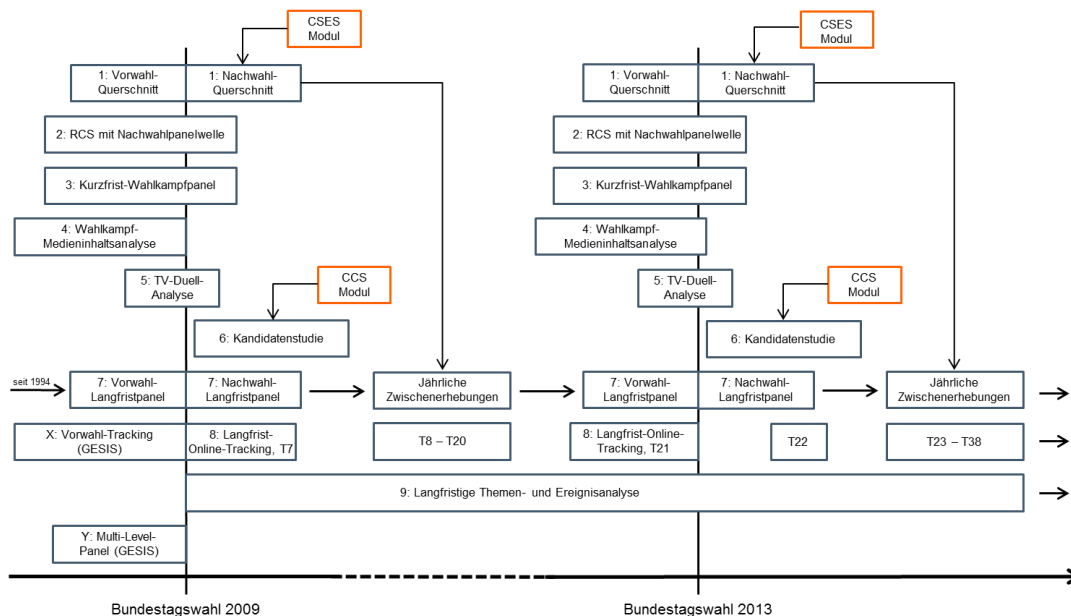 CSES
Modul
CSES
Modul
1: Vorwahl-
Querschnitt
1: Nachwahl-
Querschnitt
1: Vorwahl-
Querschnitt
1: Nachwahl-
Querschnitt
2: RCS mit Nachwahlpanelwelle
2: RCS mit Nachwahlpanelwelle
3: Kurzfrist-Wahlkampfpanel
3: Kurzfrist-Wahlkampfpanel
4: Wahlkampf-
Medieninhaltsanalyse
4: Wahlkampf-
Medieninhaltsanalyse
5: TV-Duell-
Analyse
CCS
Modul
5: TV-Duell-
Analyse
CCS
Modul
6: Kandidatenstudie
6: Kandidatenstudie
seit 1994
7: Vorwahl-
Langfristpanel
7: Nachwahl-
Langfristpanel
Jährliche
Zwischenerhebungen
7: Vorwahl-
Langfristpanel
7: Nachwahl-
Langfristpanel
Jährliche
Zwischenerhebungen
X: Vorwahl-Tracking
(GESIS)
8: Langfrist-
Online-Tracking, T7
T8 – T20
8: Langfrist-Online-
Tracking, T21
T22
T23 – T38
9: Langfristige Themen- und Ereignisanalyse
Y: Multi-Level-
Panel (GESIS)
Bundestagswahl 2009
Bundestagswahl 2013